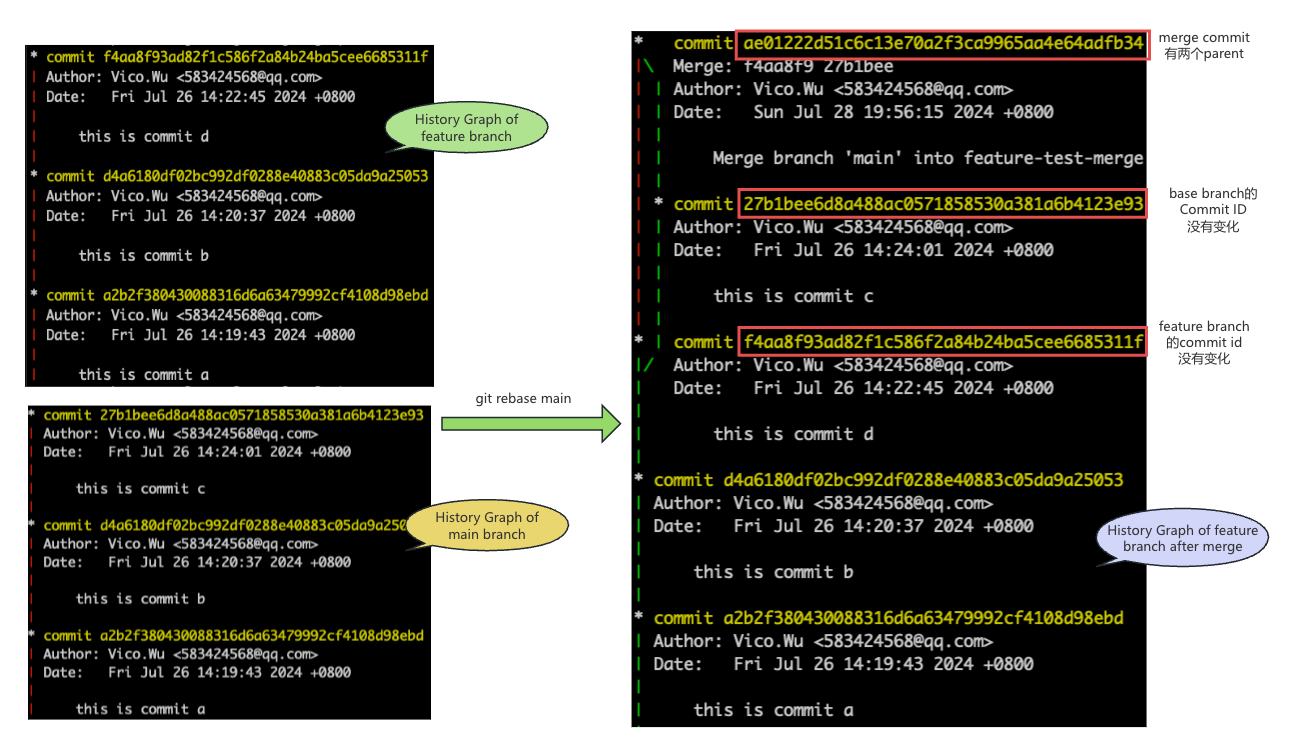 * commit f4aa8f93ad82f1c586f2a84b24ba5cee6685311f
Author: Vico.Wu <583424568@qq.com>
Date: Fri Jul 26 14:22:45 2024 +0800
this is commit d
* commit d4a6180df02bc992df0288e40883c05da9a25053
Author: Vico.Wu <583424568@qq.com>
Date: Fri Jul 26 14:20:37 2024 +0800
this is commit b
* commit a2b2f380430088316d6a63479992cf4108d98ebd
Author: Vico.Wu <583424568@qq.com>
Date: Fri Jul 26 14:19:43 2024 +0800
this is commit a
History Graph of
feature branch
* commit 27b1bee6d8a488ac0571858530a381a6b4123e93
Author: Vico.Wu <583424568@qq.com>
Date: Fri Jul 26 14:24:01 2024 +0800
this is commit c
* commit d4a6180df02bc992df0288e40883c05da9a250
Author: Vico.Wu <583424568@qq.com>
Date: Fri Jul 26 14:20:37 2024 +0800
this is commit b
* commit a2b2f380430088316d6a63479992cf4108d98ebd
Author: Vico.Wu <583424568@qq.com>
Date: Fri Jul 26 14:19:43 2024 +0800
this is commit a
History Graph of
main branch
git rebase main
* commit ae01222d51c6c13e70a2f3ca9965aa4e64adfb34
Merge: f4aa8f9 27b1bee
Author: Vico.Wu <583424568@qq.com>
Date: Sun Jul 28 19:56:15 2024 +0800
Merge branch 'main' into feature-test-merge
* commit 27b1bee6d8a488ac0571858530a381a6b4123e93
Author: Vico.Wu <583424568@qq.com>
Date: Fri Jul 26 14:24:01 2024 +0800
this is commit c
* commit f4aa8f93ad82f1c586f2a84b24ba5cee6685311f
Author: Vico.Wu <583424568@qq.com>
Date: Fri Jul 26 14:22:45 2024 +0800
this is commit d
* commit d4a6180df02bc992df0288e40883c05da9a25053
Author: Vico.Wu <583424568@qq.com>
Date: Fri Jul 26 14:20:37 2024 +0800
this is commit b
* commit a2b2f380430088316d6a63479992cf4108d98ebd
Author: Vico.Wu <583424568@qq.com>
Date: Fri Jul 26 14:19:43 2024 +0800
this is commit a
merge commit
有两个parent
base branch的
Commit ID
没有变化
feature branch
的commit id
没有变化
History Graph of feature
branch after merge